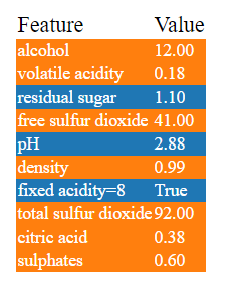 Feature Value
alcohol 12.00
volatile acidity 0.18
residual sugar 1.10
free sulfur dioxide 41.00
pH 2.88
density 0.99
fixed acidity=8 True
total sulfur dioxide 92.00
citric acid 0.38
sulphates 0.60